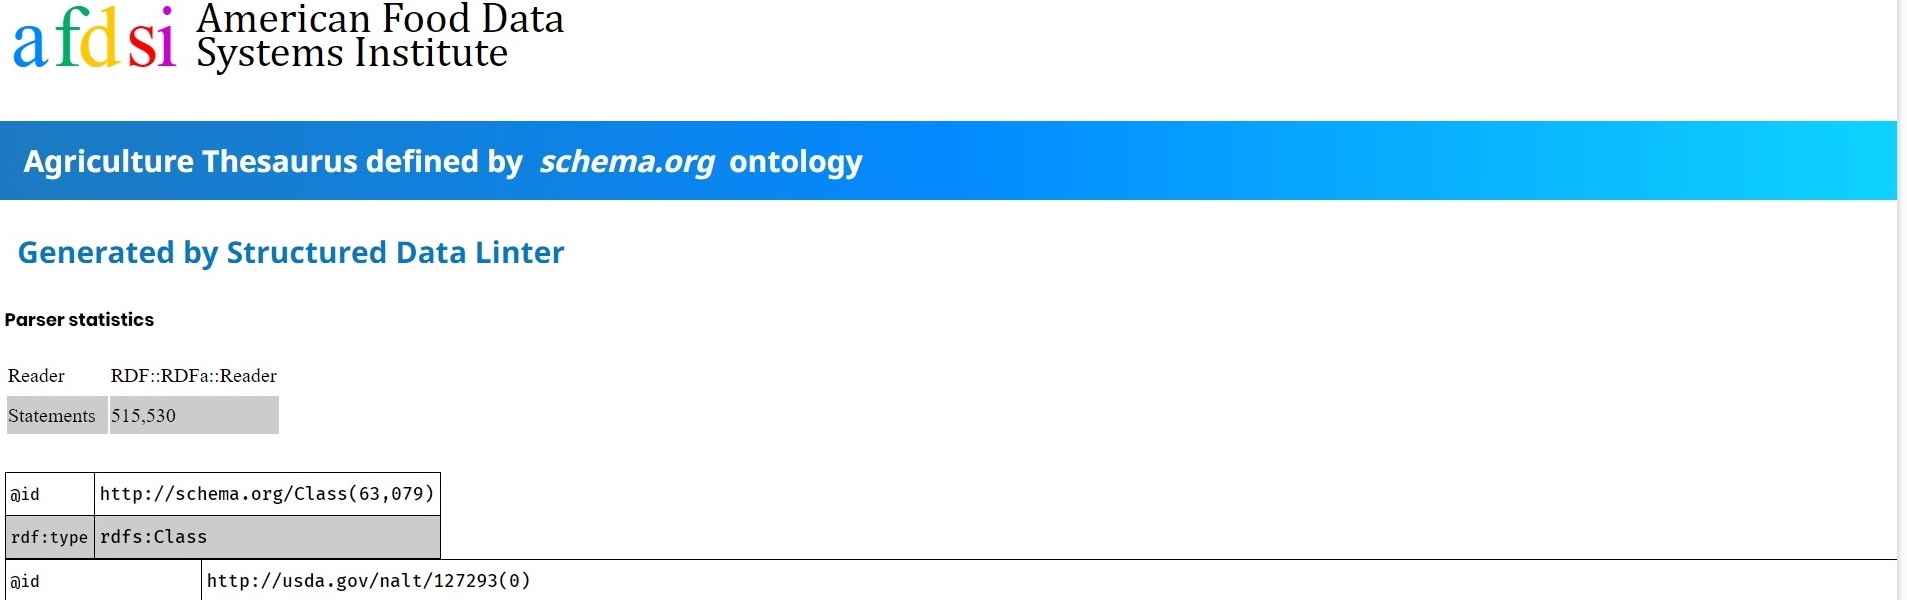 afdsi American Food Data
Systems Institute
Agriculture Thesaurus defined by schema.org ontology
Generated by Structured Data Linter
Parser statistics
Reader RDF::RDFa::Reader
Statements 515,530
@id http://schema.org/Class(63,079)
rdf:type rdfs:Class
@id http://usda.gov/nalt/127293(0)